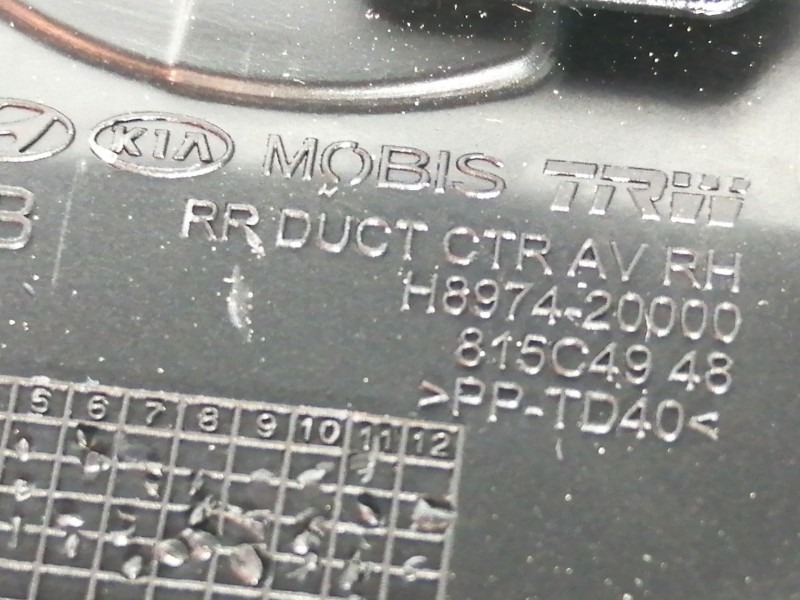 KIA MOBIS TRW
B
RR DUCT CTR AV RH
H8974-20000
815C49 48
>PP-TD40<
5 6 7 8 9 10 11 12